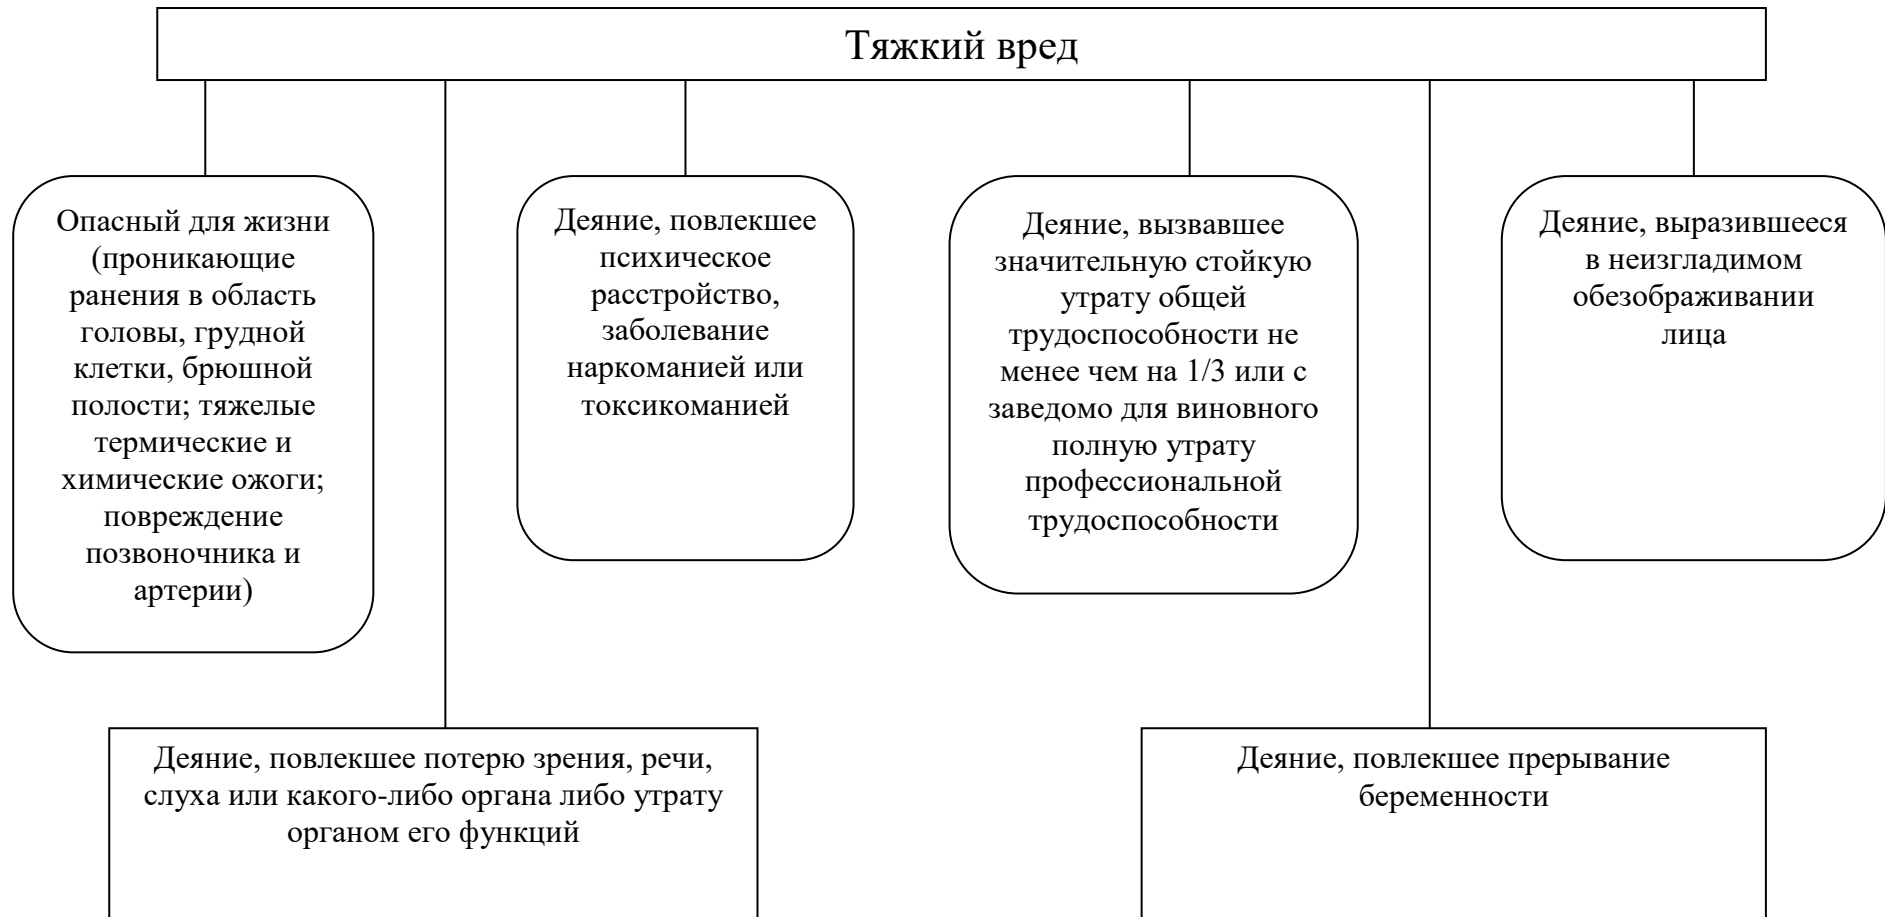 Тяжкий вред
Опасный для жизни
(проникающие
ранения в область
головы, грудной
клетки, брюшной
полости; тяжелые
термические и
химические ожоги;
повреждение
позвоночника и
артерии)
Деяние, повлекшее
психическое
расстройство,
заболевание
наркоманией или
токсикоманией
Деяние, вызвавшее
значительную стойкую
утрату общей
трудоспособности не
менее чем на 1/3 или с
заведомо для виновного
полную утрату
профессиональной
трудоспособности
Деяние, выразившееся
в неизгладимом
обезображивании
лица
Деяние, повлекшее потерю зрения, речи,
слуха или какого-либо органа либо утрату
органом его функций
Деяние, повлекшее прерывание
беременности